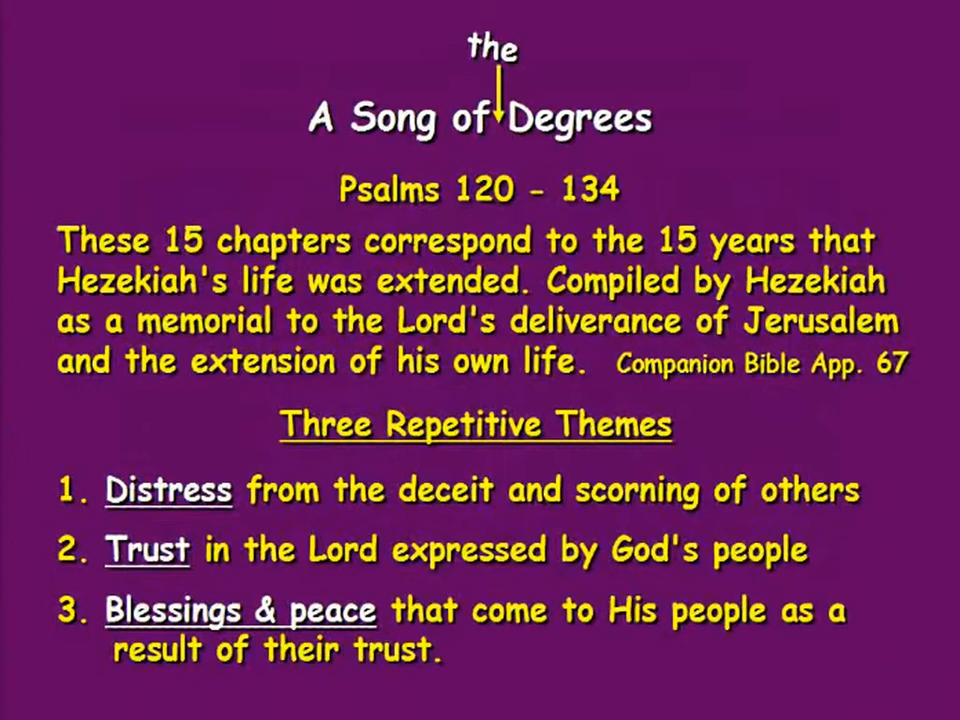 the
A Song of Degrees
Psalms 120 - 134
These 15 chapters correspond to the 15 years that
Hezekiah's life was extended. Compiled by Hezekiah
as a memorial to the Lord's deliverance of Jerusalem
and the extension of his own life. Companion Bible App. 67
Three Repetitive Themes
1. Distress from the deceit and scorning of others
2. Trust in the Lord expressed by God's people
3. Blessings & peace that come to His people as a
result of their trust.